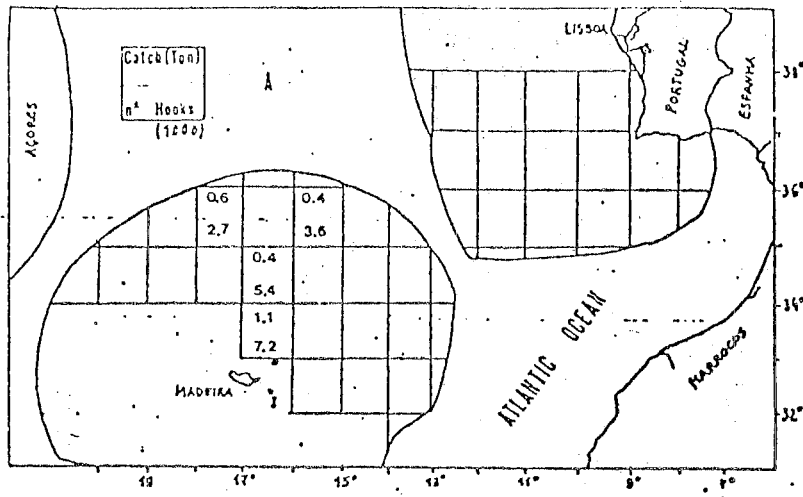 LISBOA
Catch (Ton)
nº Hooks
(1000)
A
AÇORES
PORTUGAL
ESPANHA
38°
36°
34°
32°
0.6
0.4
2.7
3.6
0.4
5.4
1.1
7.2
MADEIRA
ATLANTIC OCEAN
MARROCOS
19
17°
15°
13°
11°
9°
7°